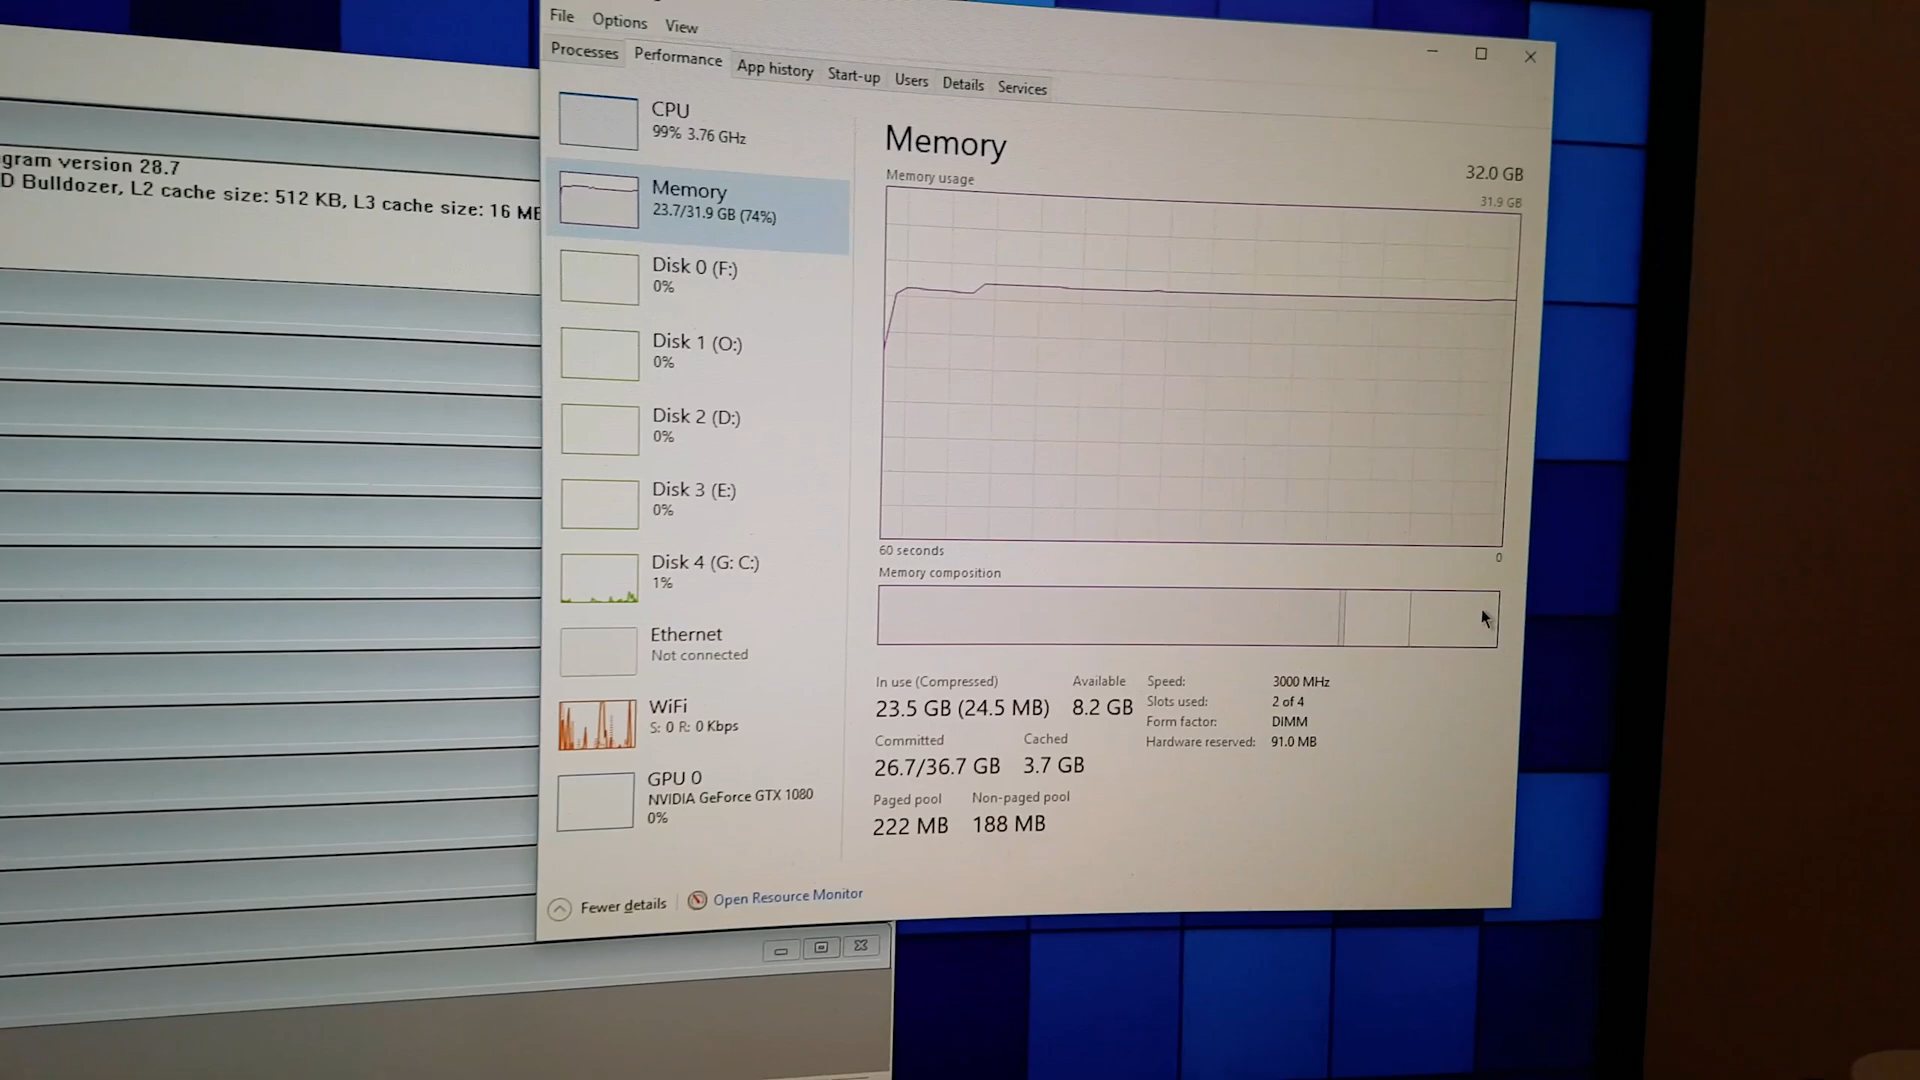 gram version 28.7
D Bulldozer, L2 cache size: 512 KB, L3 cache size: 16 ME
File Options View
Processes Performance App history Start-up Users Details Services
CPU
99% 3.76 GHz
Memory
23.7/31.9 GB (74%)
Disk 0 (F:)
0%
Disk 1 (O:)
0%
Disk 2 (D:)
0%
Disk 3 (E:)
0%
Disk 4 (G: C:)
1%
Ethernet
Not connected
WiFi
S: 0 R: 0 Kbps
GPU 0
NVIDIA GeForce GTX 1080
0%
Memory
32.0 GB
Memory usage
31.9 GB
60 seconds
0
Memory composition
In use (Compressed) Available
23.5 GB (24.5 MB) 8.2 GB
Committed Cached
26.7/36.7 GB 3.7 GB
Paged pool Non-paged pool
222 MB 188 MB
Speed: 3000 MHz
Slots used: 2 of 4
Form factor: DIMM
Hardware reserved: 91.0 MB
Fewer details Open Resource Monitor